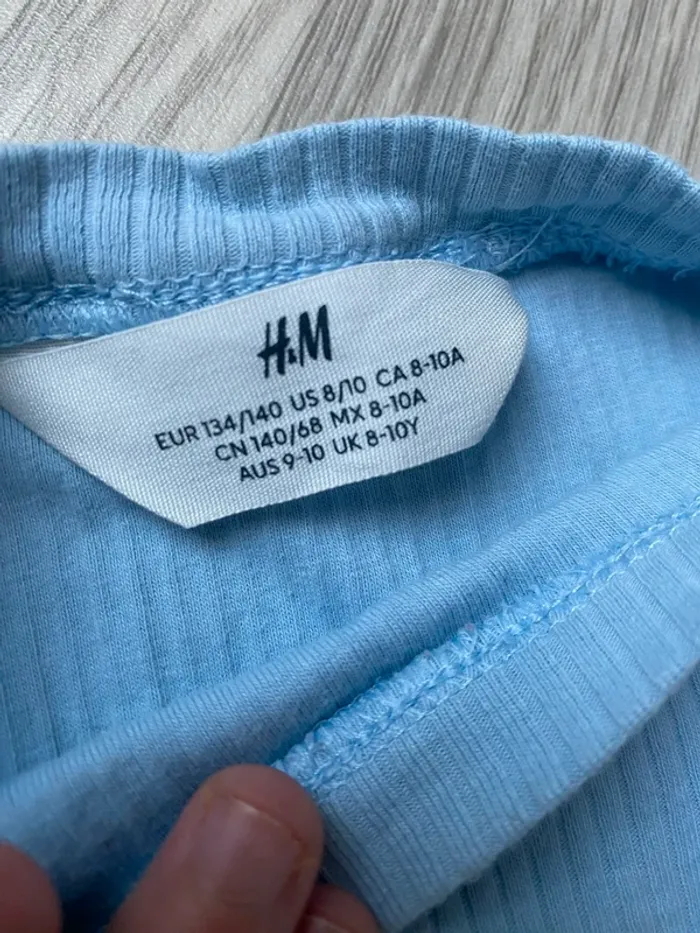 H&M
EUR 134/140 US 8/10 CA 8-10A
CN 140/68 MX 8-10A
AUS 9-10 UK 8-10Y